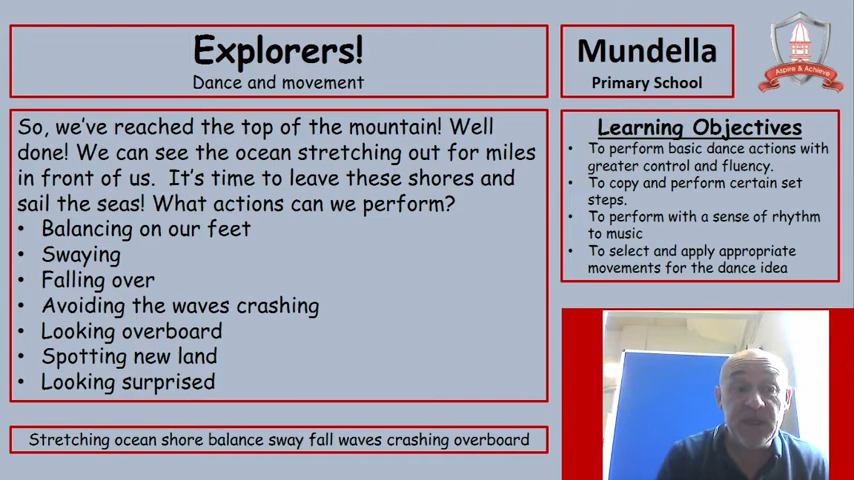 Explorers!
Dance and movement
Mundella
Primary School
Aspire & Achieve
So, we've reached the top of the mountain! Well
done! We can see the ocean stretching out for miles
in front of us.  It's time to leave these shores and
sail the seas! What actions can we perform?
• Balancing on our feet
• Swaying
• Falling over
• Avoiding the waves crashing
• Looking overboard
• Spotting new land
• Looking surprised
Learning Objectives
• To perform basic dance actions with
greater control and fluency.
• To copy and perform certain set
steps.
• To perform with a sense of rhythm
to music
• To select and apply appropriate
movements for the dance idea
Stretching ocean shore balance sway fall waves crashing overboard